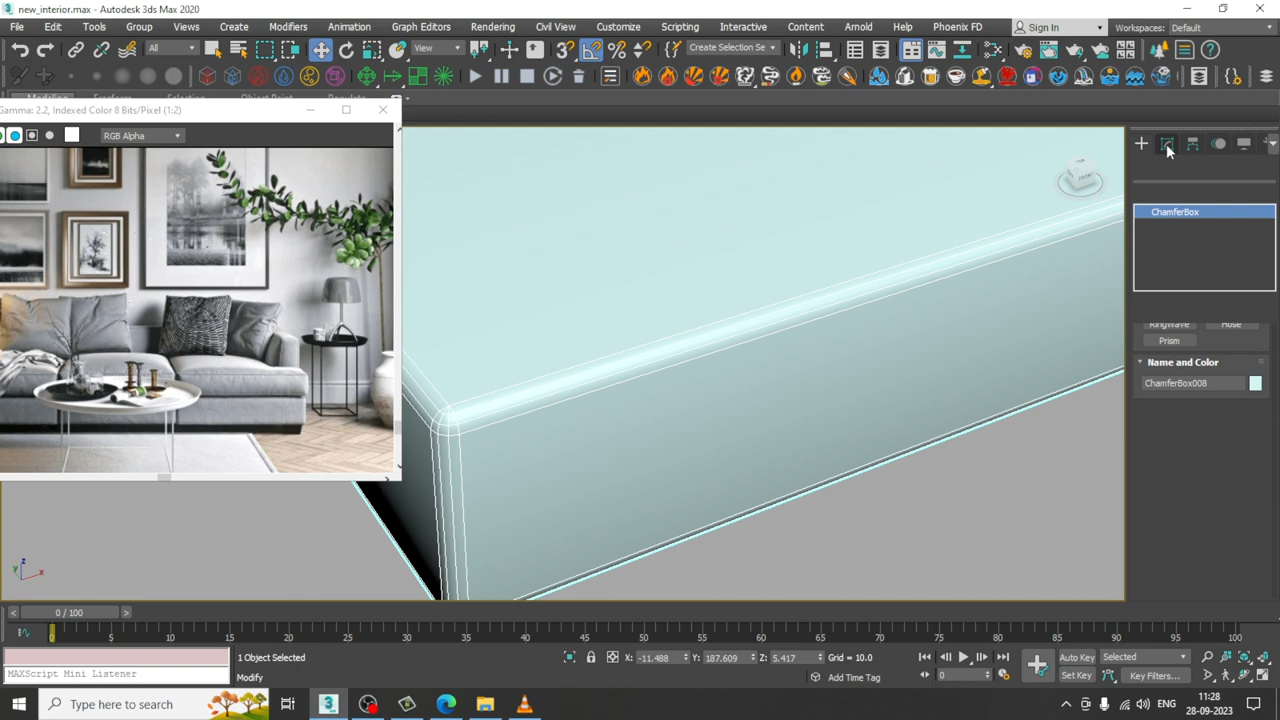 new_interior.max - Autodesk 3ds Max 2020
File Edit Tools Group Views Create Modifiers Animation Graph Editors Rendering Civil View Customize Scripting Interactive Content Arnold Help Phoenix FD Sign In Workspaces: Default
All View Create Selection Se
Gamma: 2.2, Indexed Color 8 Bits/Pixel (1:2)
RGB Alpha
ChamferBox
RingWave Hose
Prism
Name and Color
ChamferBox008
0 / 100
0 5 10 15 20 25 30 35 40 45 50 55 60 65 70 75 80 85 90 95 100
1 Object Selected X: -11.488 Y: 187.609 Z: 5.417 Grid = 10.0 Auto Key Selected
MAXScript Mini Listener Modify Add Time Tag 0 Set Key Key Filters...
Type here to search ENG 11:28
28-09-2023